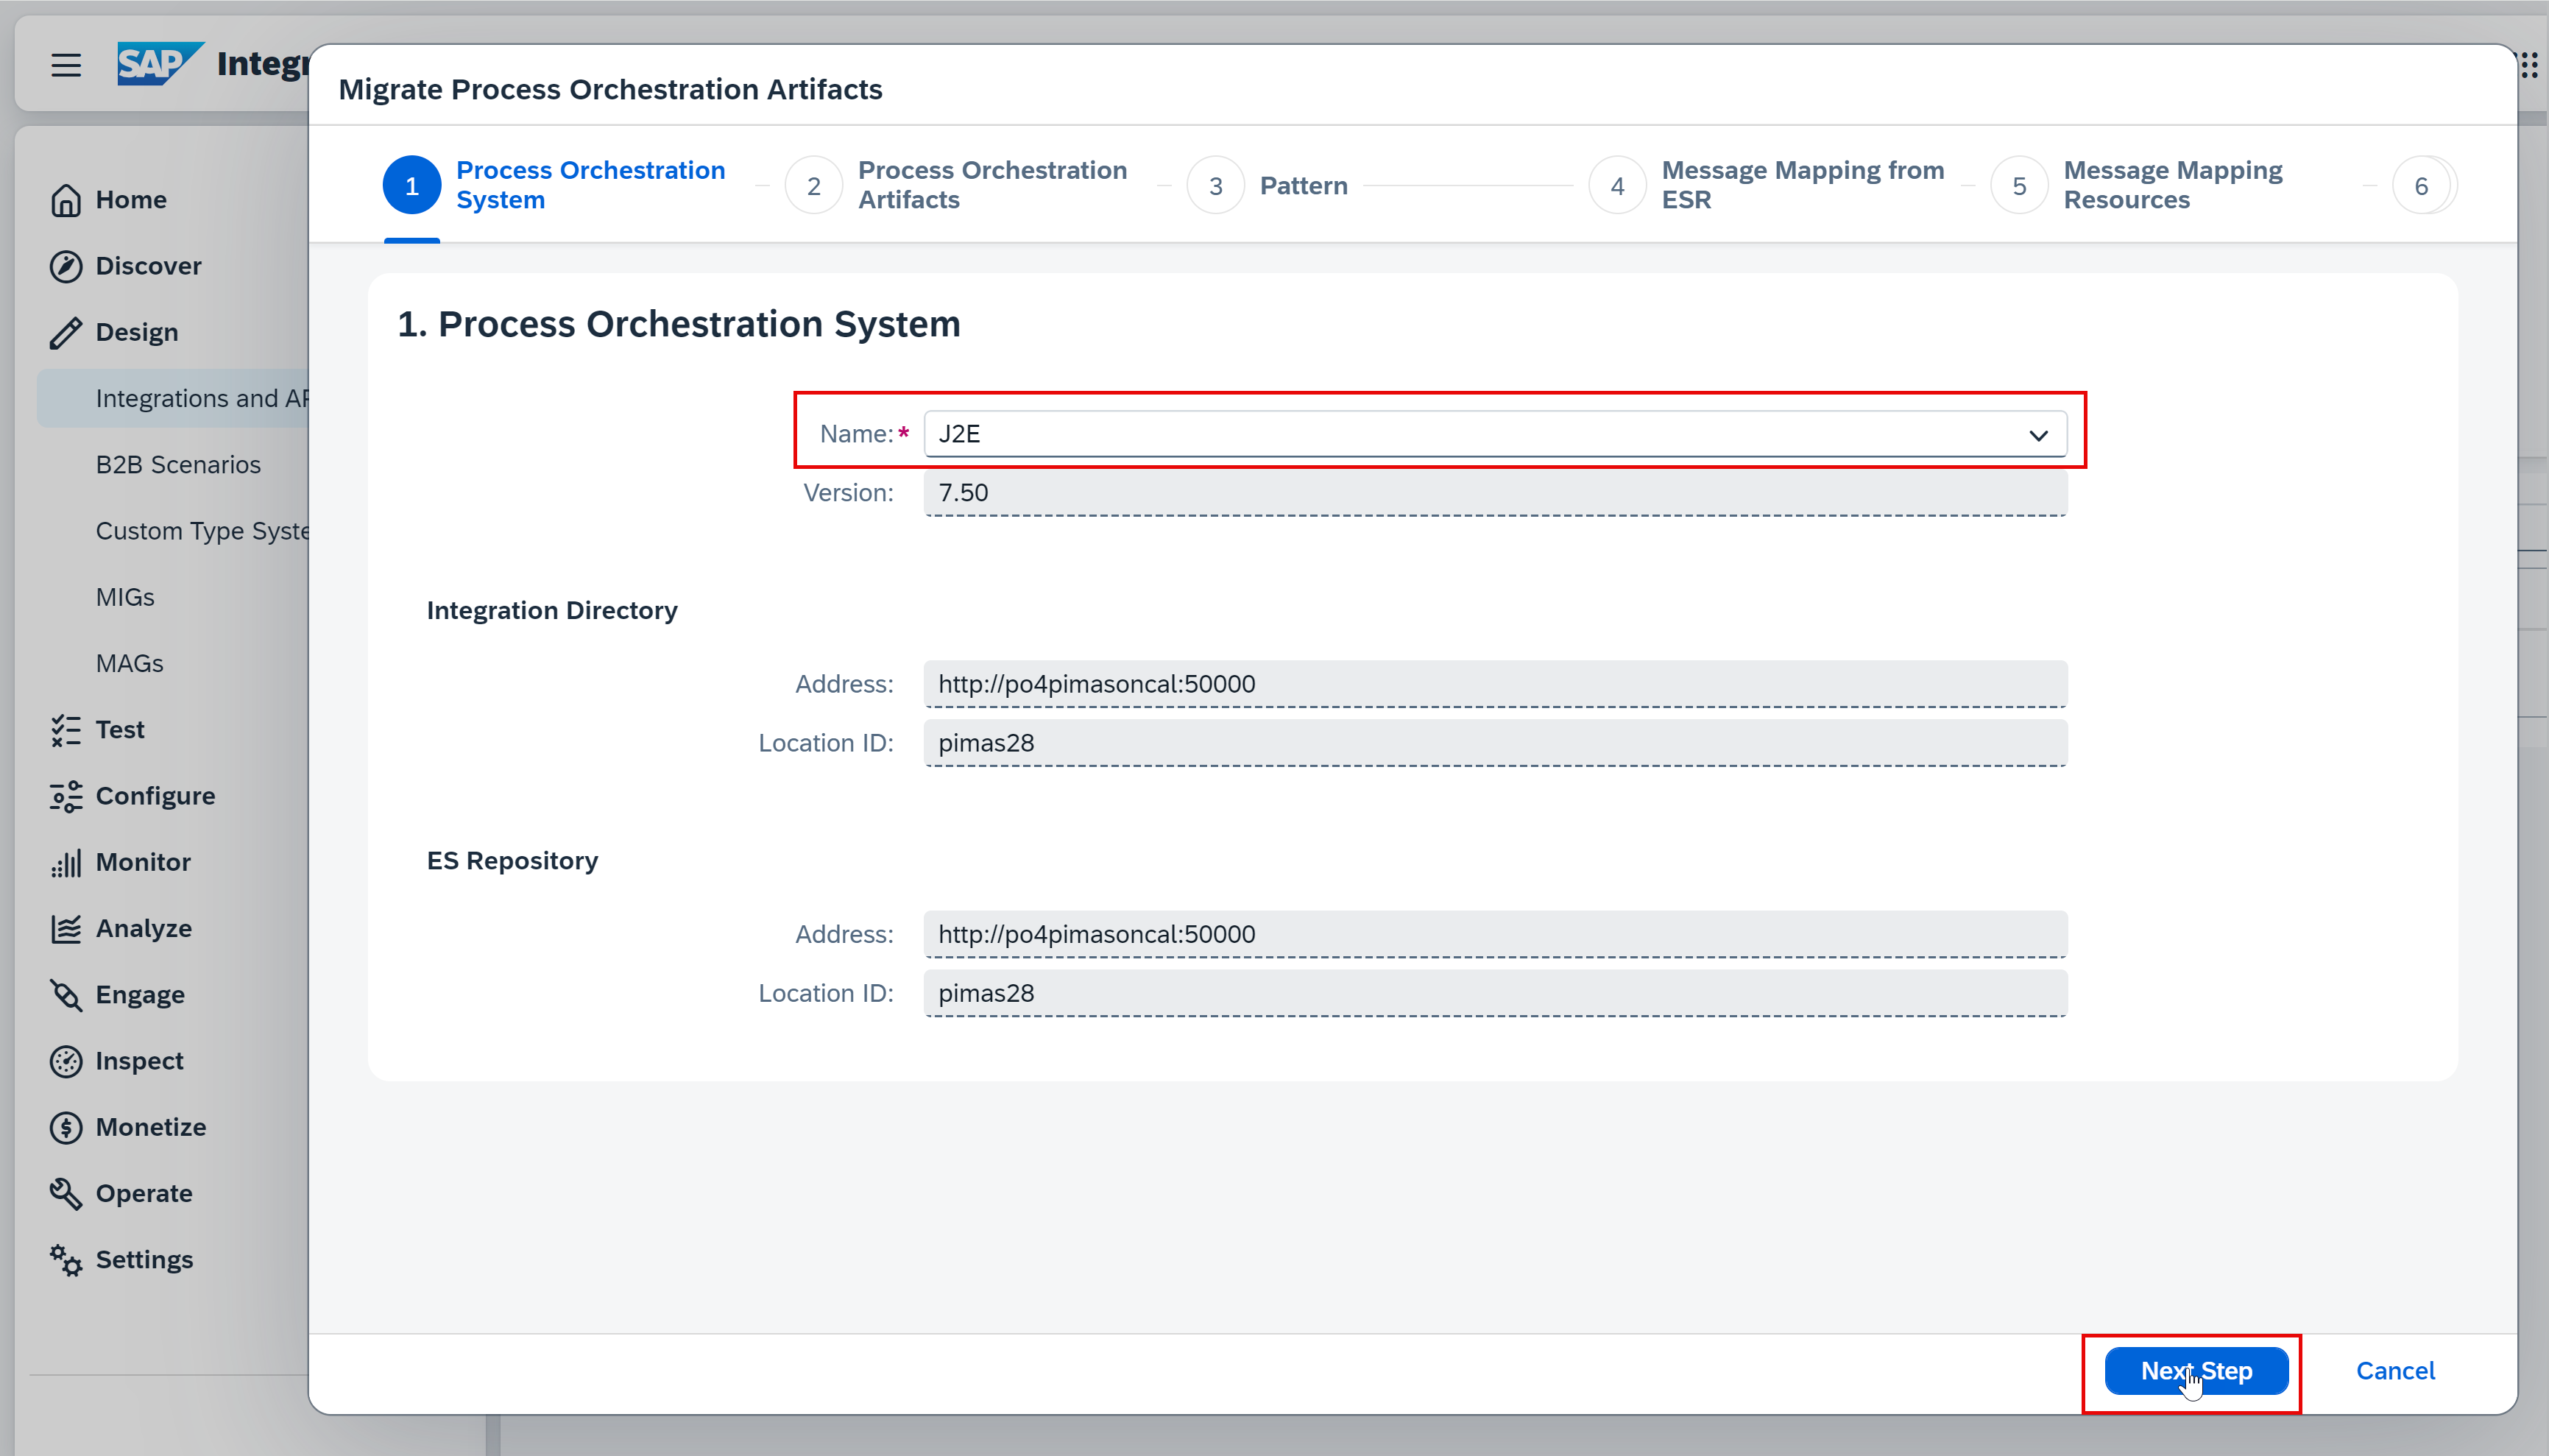 SAP Integr
Migrate Process Orchestration Artifacts
1 Process Orchestration
System
2 Process Orchestration
Artifacts
3 Pattern
4 Message Mapping from
ESR
5 Message Mapping
Resources
6
Home
Discover
Design
Integrations and AP
B2B Scenarios
Custom Type Syste
MIGs
MAGs
Test
Configure
Monitor
Analyze
Engage
Inspect
Monetize
Operate
Settings
1. Process Orchestration System
Name:* J2E
Version: 7.50
Integration Directory
Address: http://po4pimasoncal:50000
Location ID: pimas28
ES Repository
Address: http://po4pimasoncal:50000
Location ID: pimas28
Next Step
Cancel